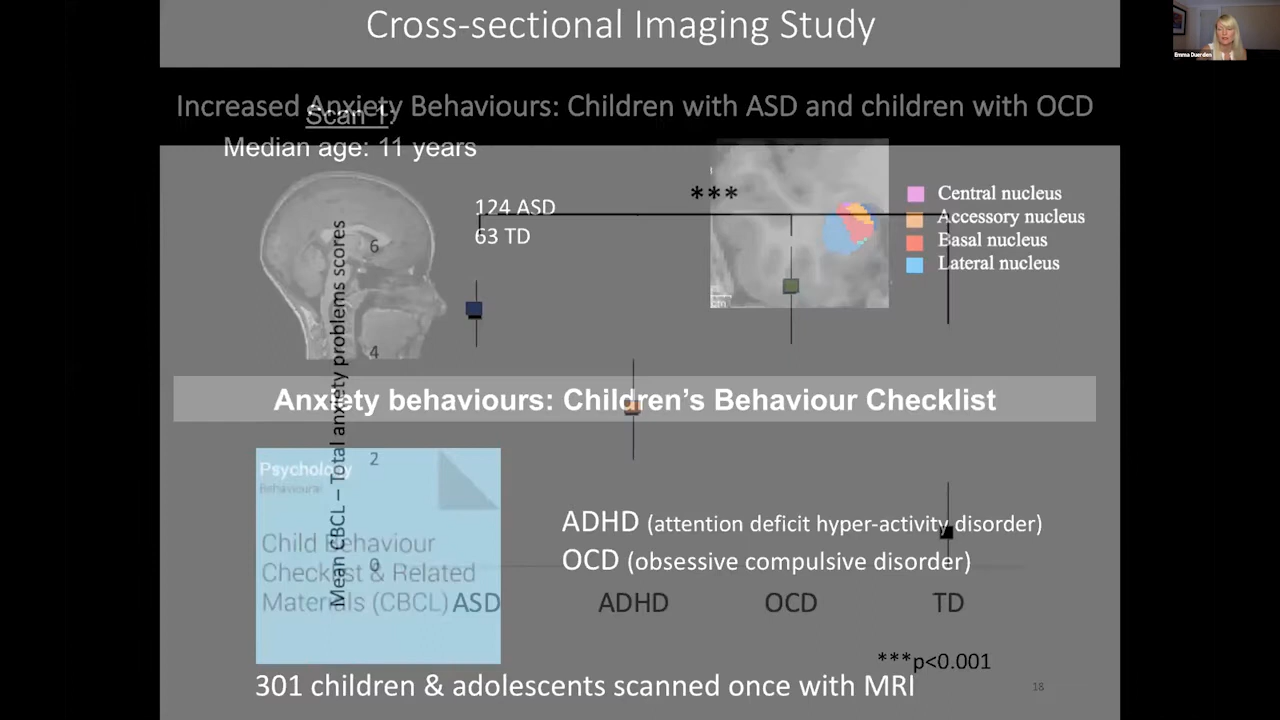 Cross-sectional Imaging Study
Emma Duerden
Increased Anxiety Behaviours: Children with ASD and children with OCD
Scan 1:
Median age: 11 years
***
Central nucleus
124 ASD
Accessory nucleus
63 TD
Basal nucleus
6
Lateral nucleus
Mean CBCL – Total anxiety problems scores
4
Anxiety behaviours: Children’s Behaviour Checklist
2
Psychology
Behavioural
ADHD (attention deficit hyper-activity disorder)
Child Behaviour
OCD (obsessive compulsive disorder)
0
Checklist & Related
Materials (CBCL)
ASD
ADHD
OCD
TD
***p<0.001
301 children & adolescents scanned once with MRI
18